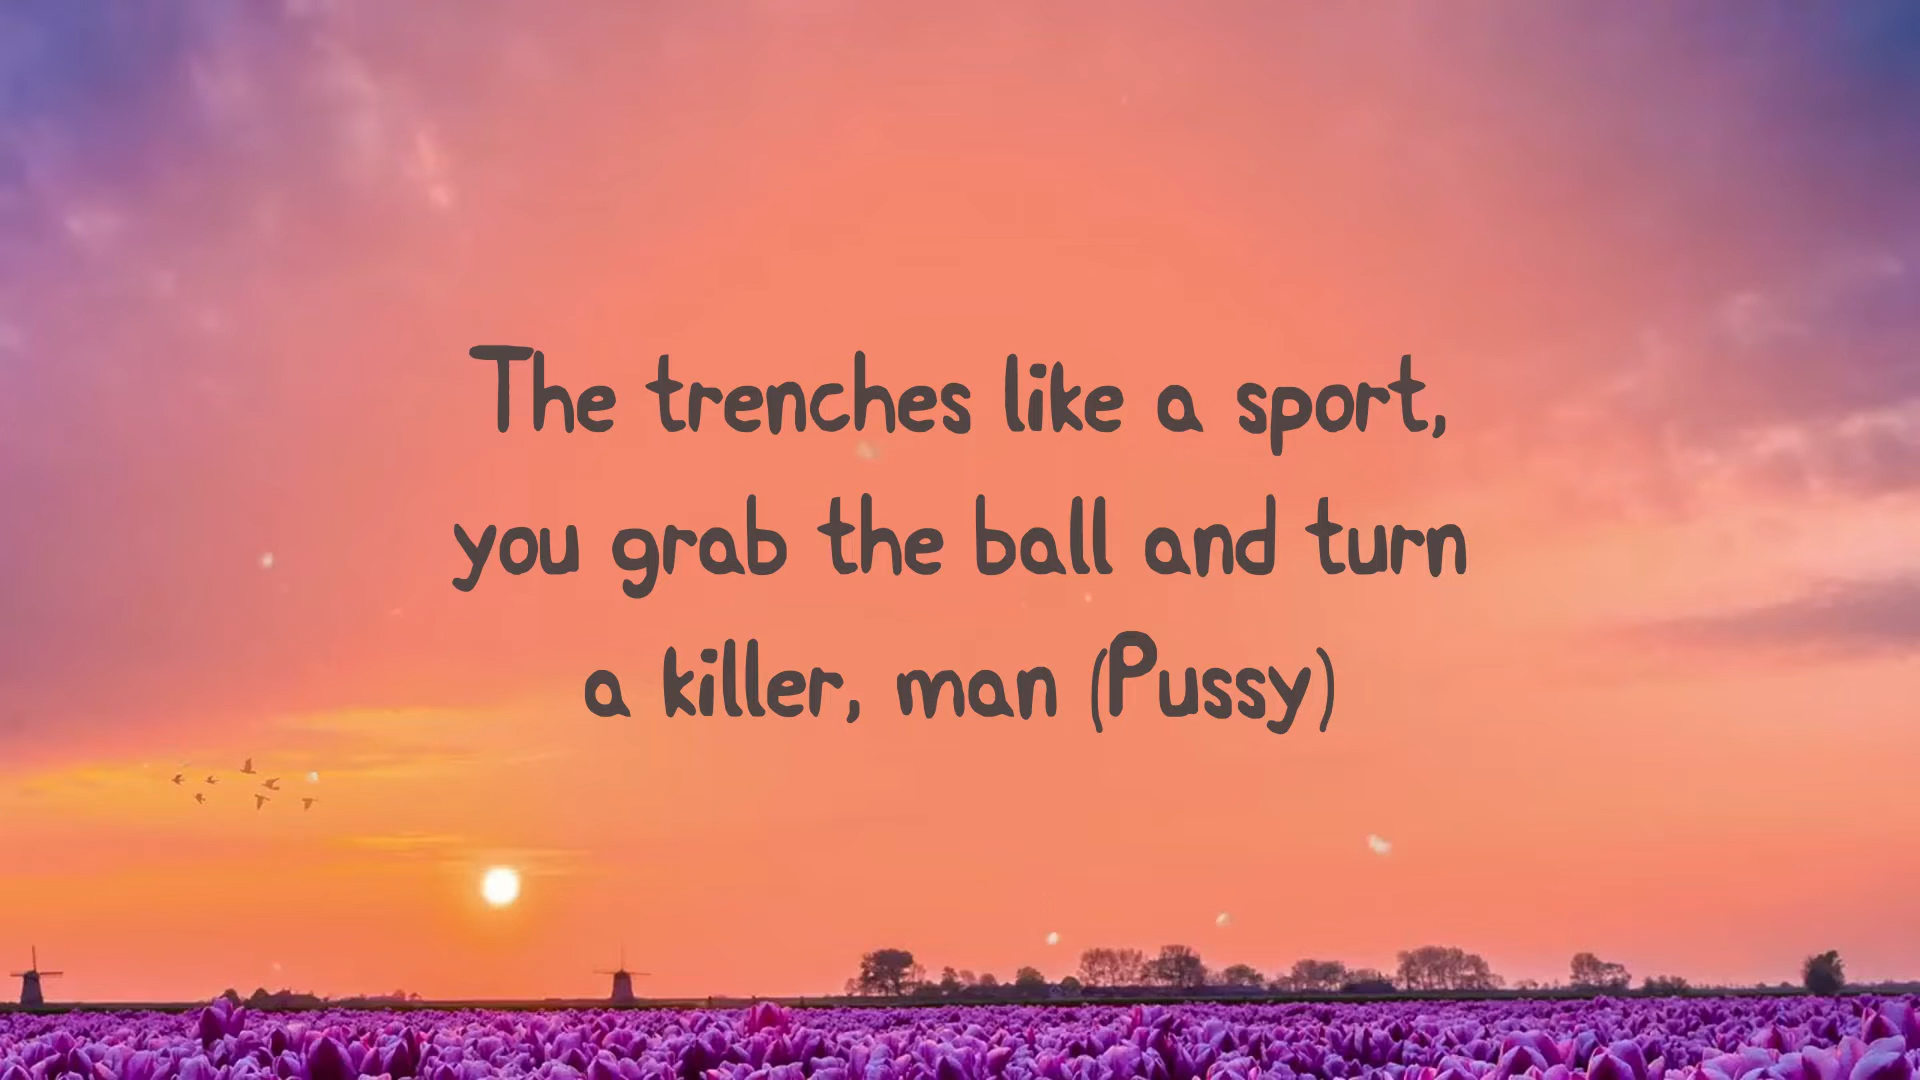 The trenches like a sport,
you grab the ball and turn
a killer, man (Pussy)